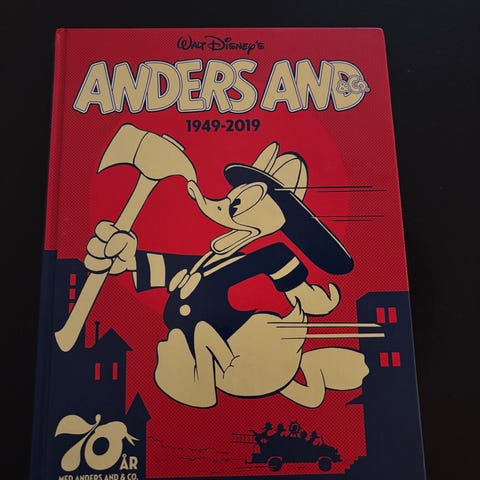 Walt Disney's
ANDERS AND
& Co.
1949-2019
70
ÅR
MED ANDERS AND & CO.